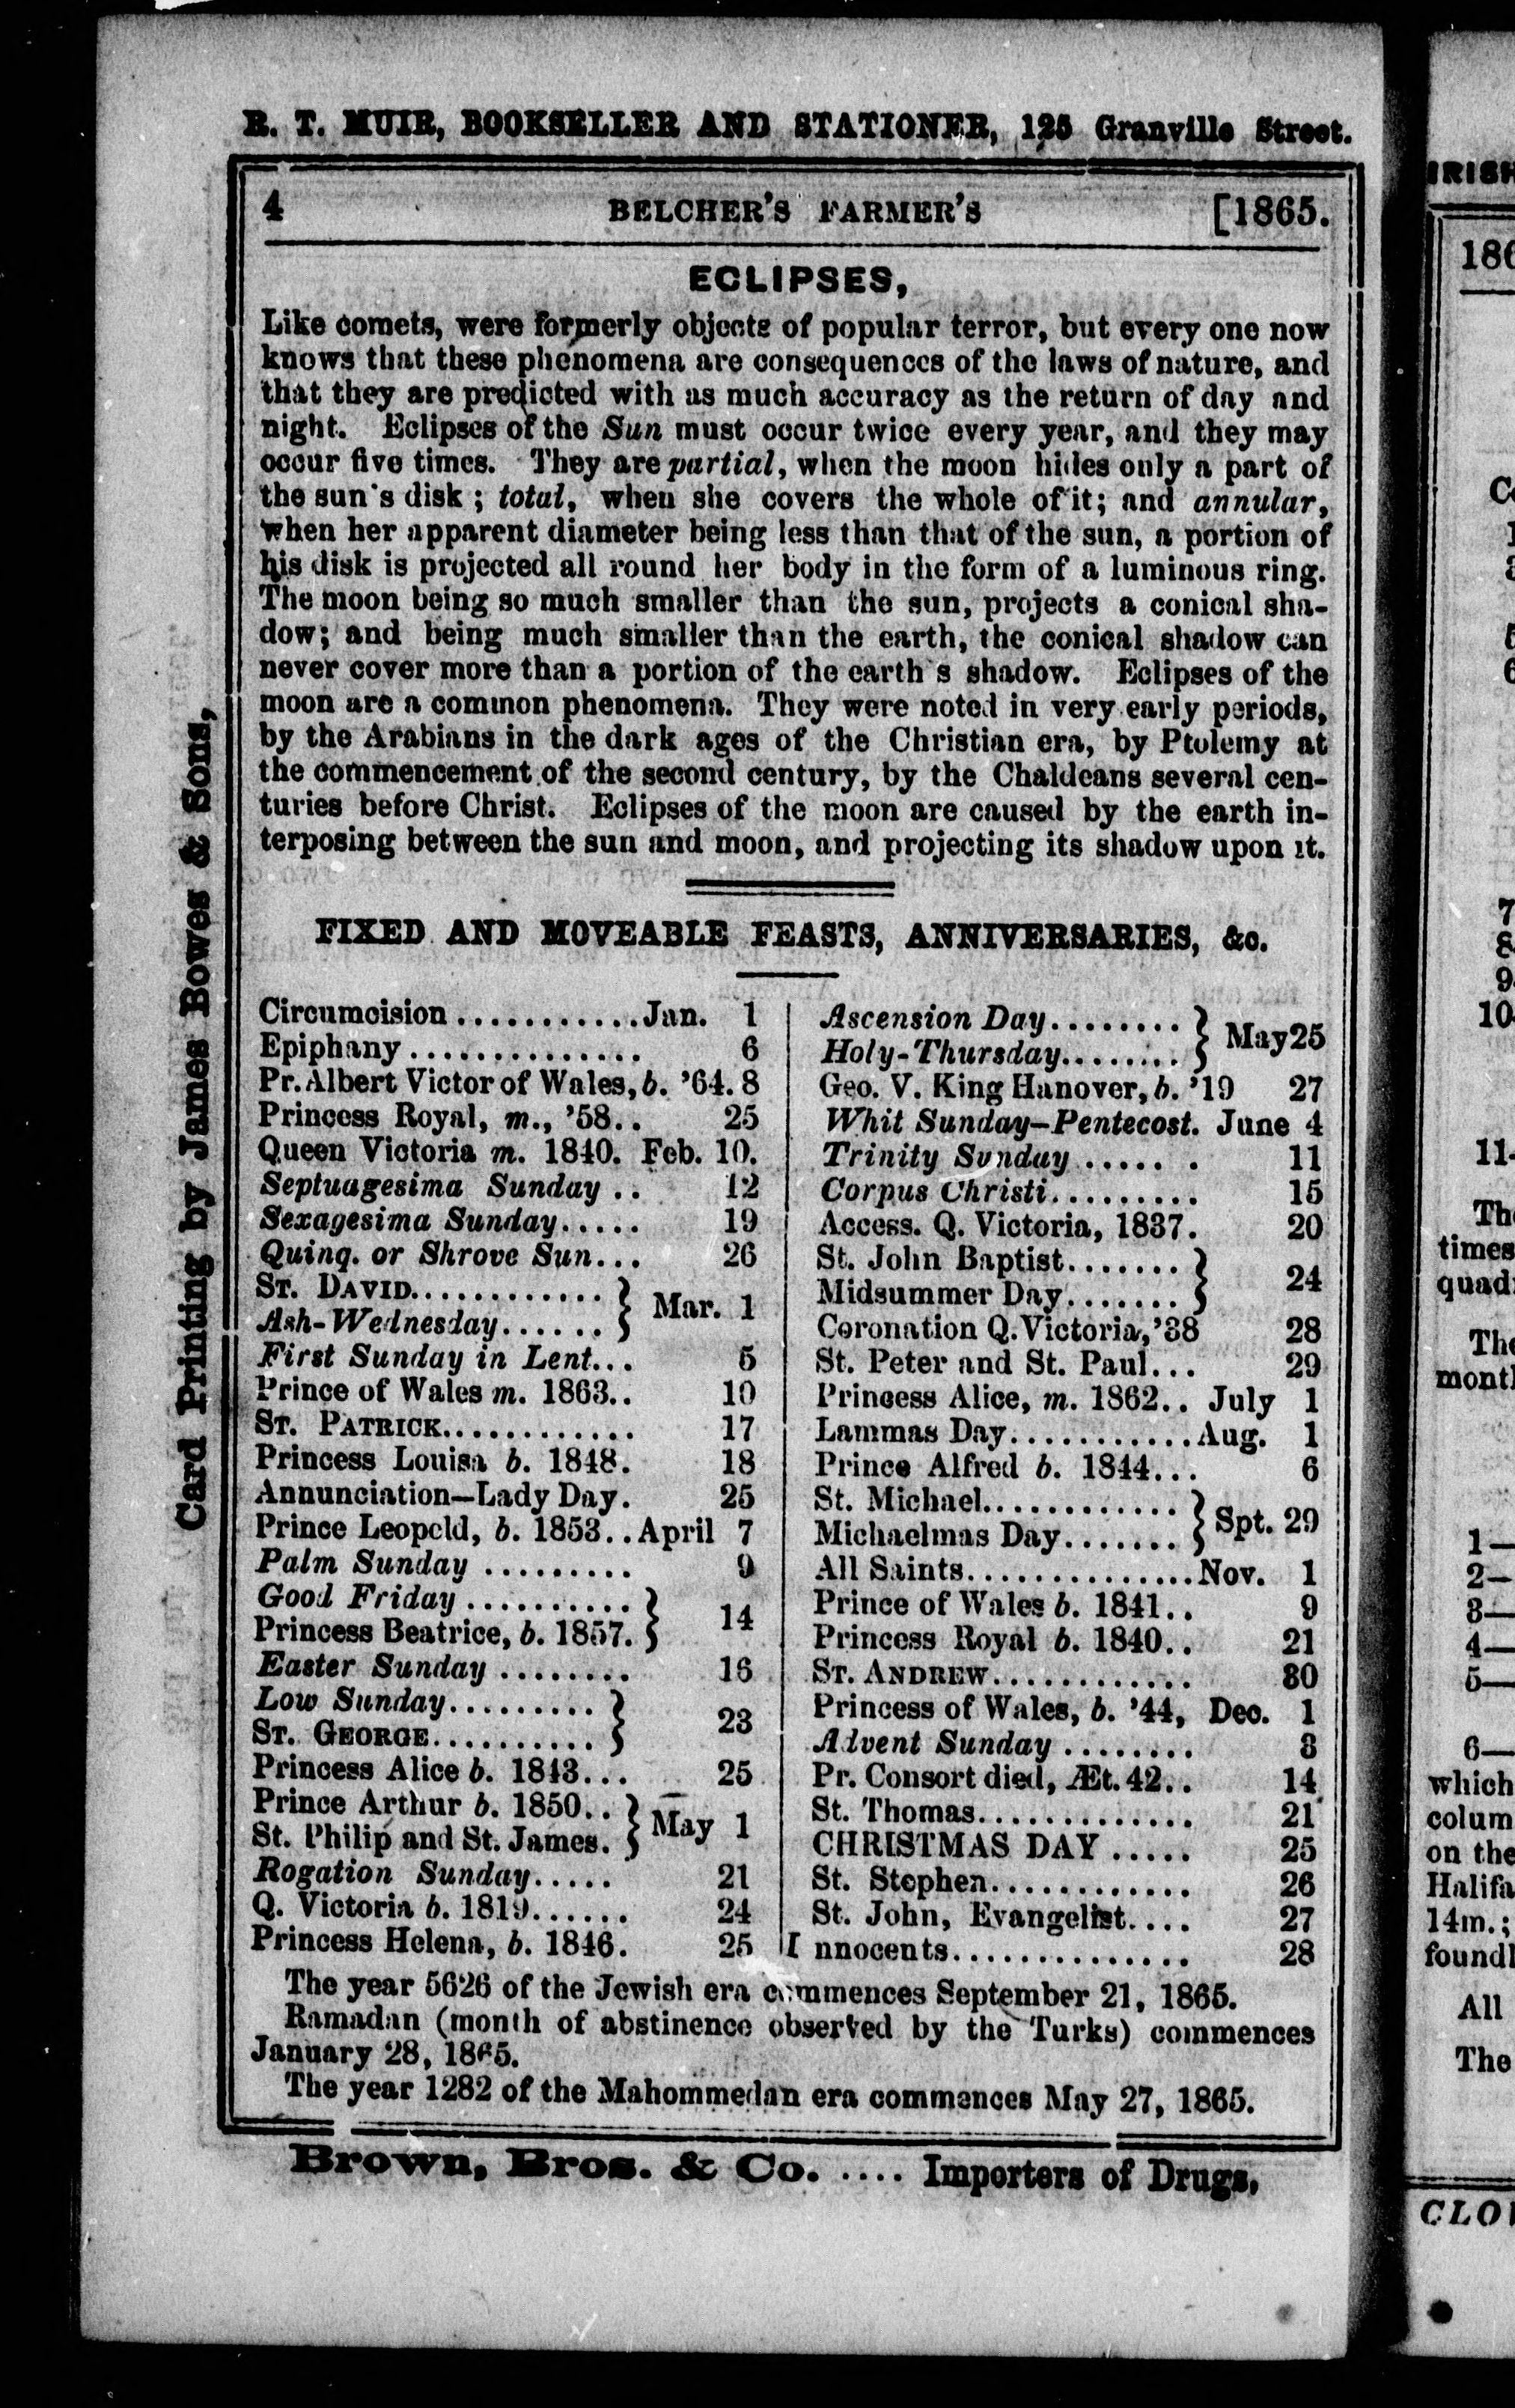 R. T. MUIR, BOOKSELLER AND STATIONER, 125 Granville Street.
4 BELCHER'S FARMER'S [1865.
ECLIPSES,
Like comets, were formerly objects of popular terror, but every one now
knows that these phenomena are consequences of the laws of nature, and
that they are predicted with as much accuracy as the return of day and
night. Eclipses of the Sun must occur twice every year, and they may
occur five times. They are partial, when the moon hides only a part of
the sun's disk; total, when she covers the whole of it; and annular,
when her apparent diameter being less than that of the sun, a portion of
his disk is projected all round her body in the form of a luminous ring.
The moon being so much smaller than the sun, projects a conical sha-
dow; and being much smaller than the earth, the conical shadow can
never cover more than a portion of the earth's shadow. Eclipses of the
moon are a common phenomena. They were noted in very early periods,
by the Arabians in the dark ages of the Christian era, by Ptolemy at
the commencement of the second century, by the Chaldeans several cen-
turies before Christ. Eclipses of the moon are caused by the earth in-
terposing between the sun and moon, and projecting its shadow upon it.
FIXED AND MOVEABLE FEASTS, ANNIVERSARIES, &c.
Circumcision ........... Jan. 1
Epiphany .............. 6
Pr. Albert Victor of Wales, b. '64. 8
Princess Royal, m., '58.. 25
Queen Victoria m. 1840. Feb. 10.
Septuagesima Sunday .. 12
Sexagesima Sunday..... 19
Quinq. or Shrove Sun... 26
ST. DAVID............ } Mar. 1
Ash-Wednesday...... }
First Sunday in Lent... 5
Prince of Wales m. 1863.. 10
ST. PATRICK............ 17
Princess Louisa b. 1848. 18
Annunciation—Lady Day. 25
Prince Leopold, b. 1853.. April 7
Palm Sunday ......... 9
Good Friday .......... } 14
Princess Beatrice, b. 1857. }
Easter Sunday ........ 16
Low Sunday......... } 23
ST. GEORGE.......... }
Princess Alice b. 1843... 25
Prince Arthur b. 1850.. } May 1
St. Philip and St. James. }
Rogation Sunday..... 21
Q. Victoria b. 1819...... 24
Princess Helena, b. 1846. 25
Ascension Day........ } May 25
Holy-Thursday....... }
Geo. V. King Hanover, b. '19 27
Whit Sunday—Pentecost. June 4
Trinity Sunday ...... 11
Corpus Christi......... 15
Access. Q. Victoria, 1837. 20
St. John Baptist....... } 24
Midsummer Day....... }
Coronation Q. Victoria, '38 28
St. Peter and St. Paul... 29
Princess Alice, m. 1862.. July 1
Lammas Day........... Aug. 1
Prince Alfred b. 1844... 6
St. Michael............ } Spt. 29
Michaelmas Day....... }
All Saints.............. Nov. 1
Prince of Wales b. 1841.. 9
Princess Royal b. 1840.. 21
ST. ANDREW............ 30
Princess of Wales, b. '44, Dec. 1
Advent Sunday ........ 3
Pr. Consort died, Æt. 42.. 14
St. Thomas............. 21
CHRISTMAS DAY ..... 25
St. Stephen............ 26
St. John, Evangelist.... 27
Innocents.............. 28
The year 5626 of the Jewish era commences September 21, 1865.
Ramadan (month of abstinence observed by the Turks) commences
January 28, 1865.
The year 1282 of the Mahommedan era commences May 27, 1865.
Brown, Bros. & Co. .... Importers of Drugs,
Card Printing by James Bowes & Sons,
7
8
9
10
11
times
1—
2—
3—
4—
5—
6—
which
on the
14m.;
All
The